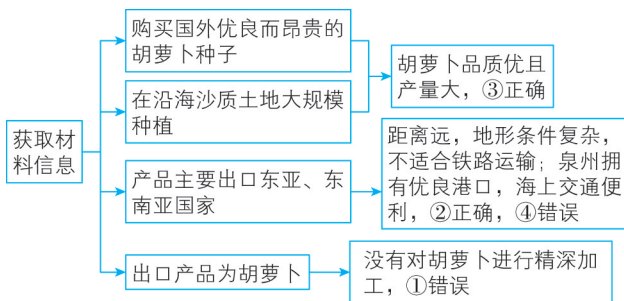 获取材
料信息
购买国外优良而昂贵的
胡萝卜种子
在沿海沙质土地大规模
种植
胡萝卜品质优且
产量大，③正确
产品主要出口东亚、东
南亚国家
距离远，地形条件复杂，
不适合铁路运输；泉州拥
有优良港口，海上交通便
利，②正确，④错误
出口产品为胡萝卜
没有对胡萝卜进行精深加
工，①错误